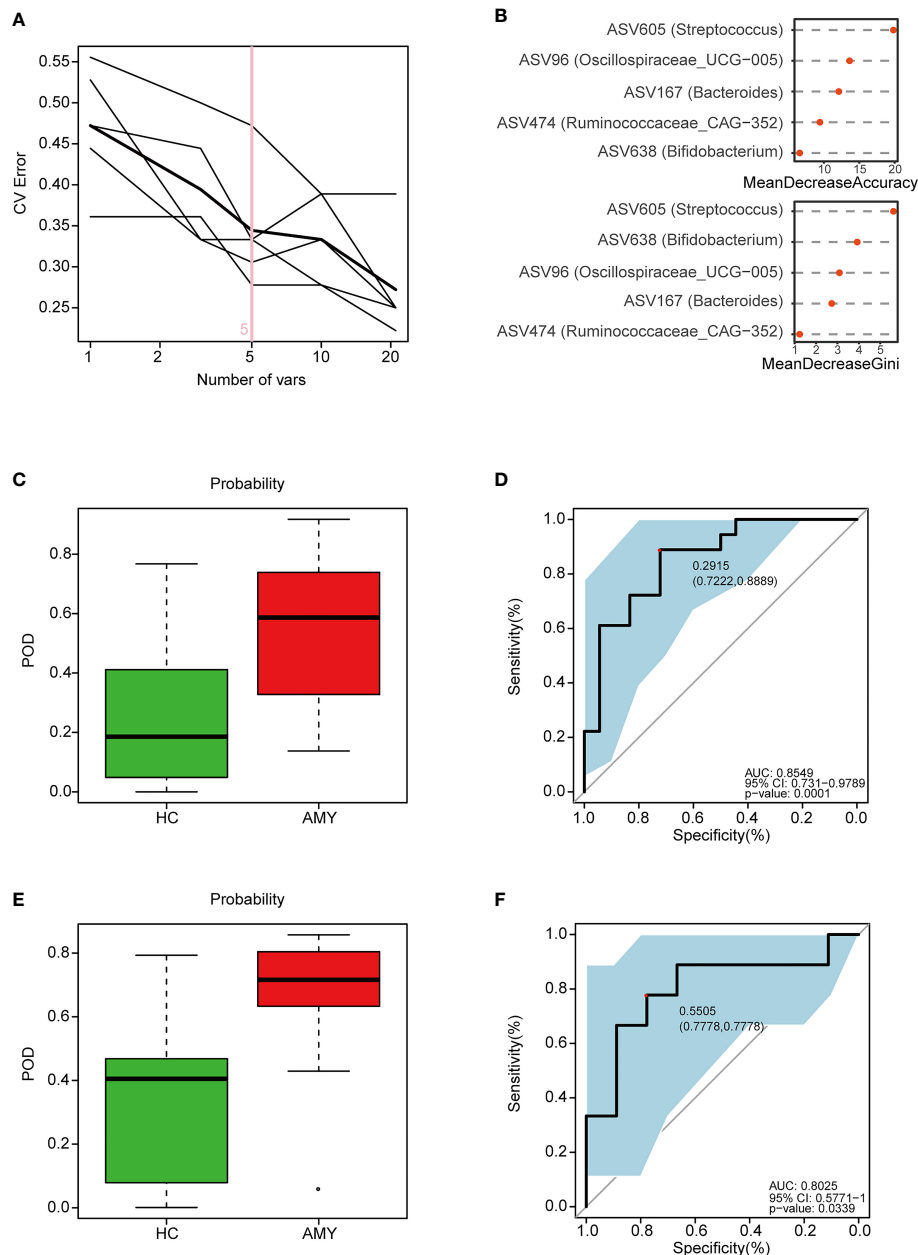 A
0.55
0.50
0.45
0.40
0.35
0.30
0.25
CV Error
5
1
2
5
10
20
Number of vars
B
ASV605 (Streptococcus)
ASV96 (Oscillospiraceae_UCG−005)
ASV167 (Bacteroides)
ASV474 (Ruminococcaceae_CAG−352)
ASV638 (Bifidobacterium)
10 15 20
MeanDecreaseAccuracy
ASV605 (Streptococcus)
ASV638 (Bifidobacterium)
ASV96 (Oscillospiraceae_UCG−005)
ASV167 (Bacteroides)
ASV474 (Ruminococcaceae_CAG−352)
1 2 3 4 5
MeanDecreaseGini
C
Probability
0.8
0.6
0.4
0.2
0.0
POD
HC AMY
D
1.0
0.8
0.6
0.4
0.2
0.0
Sensitivity(%)
0.2915
(0.7222,0.8889)
AUC: 0.8549
95% CI: 0.731−0.9789
p−value: 0.0001
1.0 0.8 0.6 0.4 0.2 0.0
Specificity(%)
E
Probability
0.8
0.6
0.4
0.2
0.0
POD
HC AMY
F
1.0
0.8
0.6
0.4
0.2
0.0
Sensitivity(%)
0.5505
(0.7778,0.7778)
AUC: 0.8025
95% CI: 0.5771−1
p−value: 0.0339
1.0 0.8 0.6 0.4 0.2 0.0
Specificity(%)